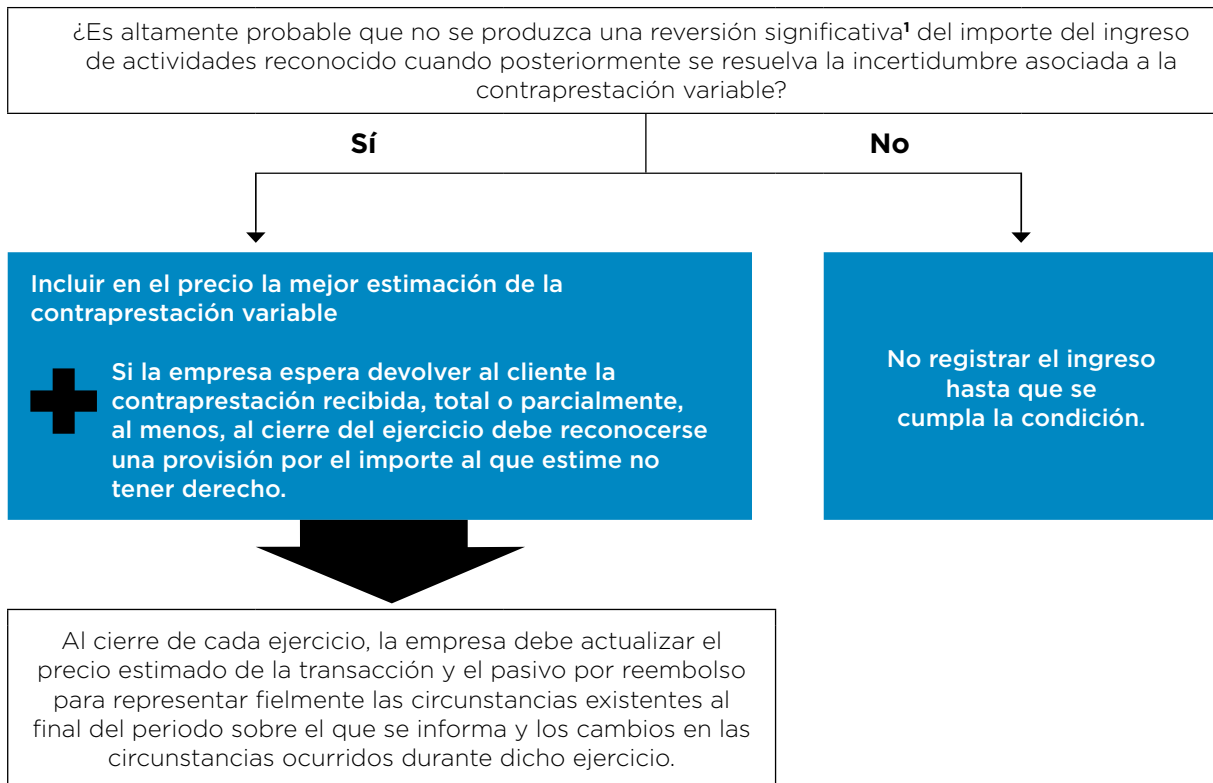 ¿Es altamente probable que no se produzca una reversión significativa¹ del importe del ingreso
de actividades reconocido cuando posteriormente se resuelva la incertidumbre asociada a la
contraprestación variable?
Sí
No
Incluir en el precio la mejor estimación de la
contraprestación variable
Si la empresa espera devolver al cliente la
contraprestación recibida, total o parcialmente,
al menos, al cierre del ejercicio debe reconocerse
una provisión por el importe al que estime no
tener derecho.
No registrar el ingreso
hasta que se
cumpla la condición.
Al cierre de cada ejercicio, la empresa debe actualizar el
precio estimado de la transacción y el pasivo por reembolso
para representar fielmente las circunstancias existentes al
final del periodo sobre el que se informa y los cambios en las
circunstancias ocurridos durante dicho ejercicio.